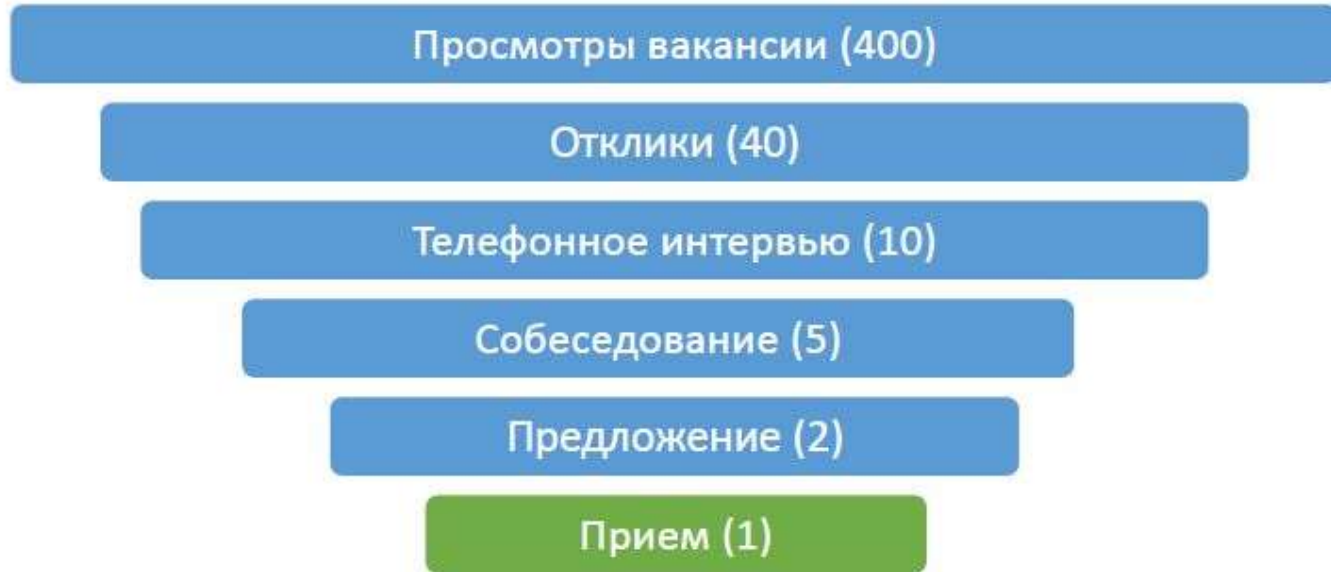 Просмотры вакансии (400)
Отклики (40)
Телефонное интервью (10)
Собеседование (5)
Предложение (2)
Прием (1)